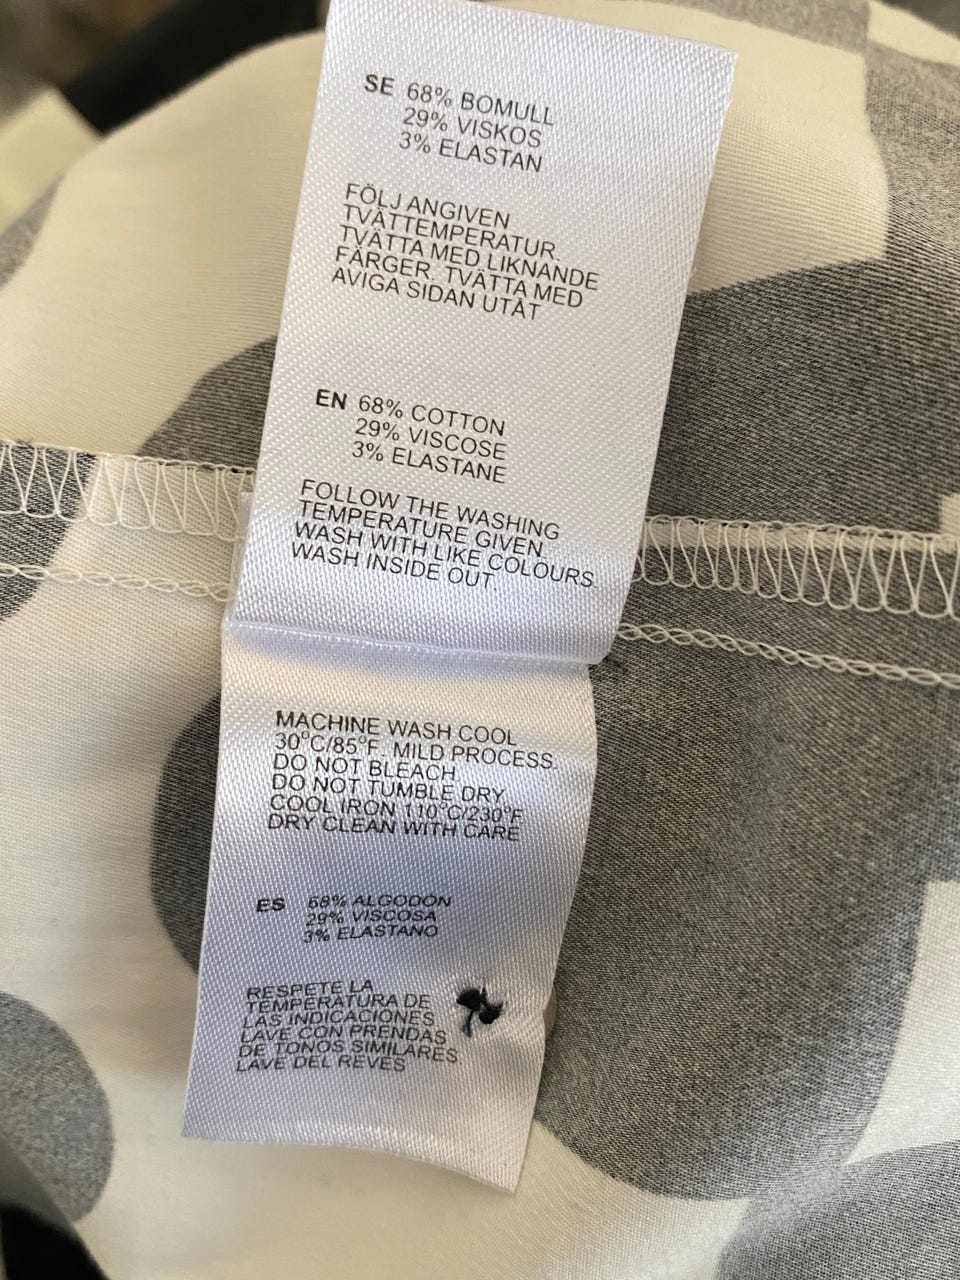 SE 68% BOMULL
29% VISKOS
3% ELASTAN
FÖLJ ANGIVEN
TVÄTTEMPERATUR.
TVÄTTA MED LIKNANDE
FÄRGER. TVÄTTA MED
AVIGA SIDAN UTÅT
EN 68% COTTON
29% VISCOSE
3% ELASTANE
FOLLOW THE WASHING
TEMPERATURE GIVEN.
WASH WITH LIKE COLOURS.
WASH INSIDE OUT.
MACHINE WASH COOL
30°C/85°F. MILD PROCESS.
DO NOT BLEACH
DO NOT TUMBLE DRY
COOL IRON 110°C/230°F
DRY CLEAN WITH CARE
ES 68% ALGODÓN
29% VISCOSA
3% ELASTANO
RESPETE LA
TEMPERATURA DE
LAS INDICACIONES
LAVE CON PRENDAS
DE TONOS SIMILARES
LAVE DEL REVES